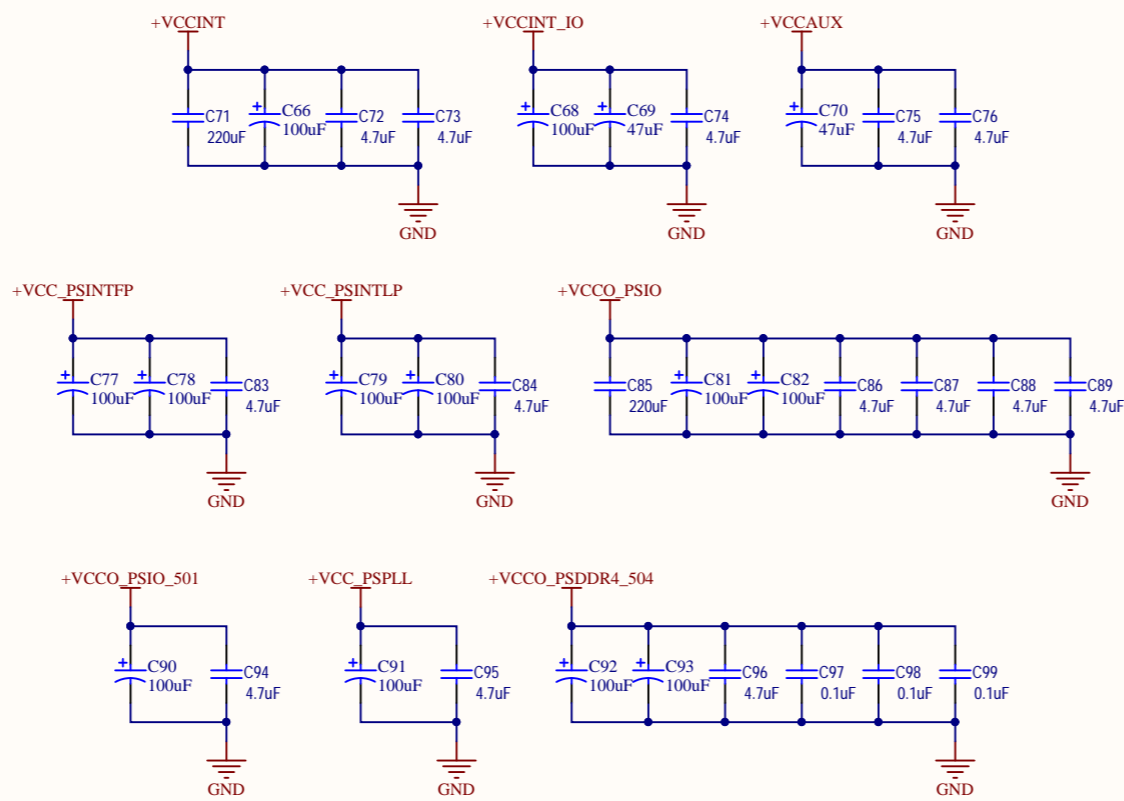 +VCCINT
+VCCINT_IO
+VCCAUX
+ C66
100uF
C71
220uF
C72
4.7uF
C73
4.7uF
+ C68
100uF
+ C69
47uF
C74
4.7uF
+ C70
47uF
C75
4.7uF
C76
4.7uF
GND
GND
GND
+VCC_PSINTFP
+VCC_PSINTLP
+VCCO_PSIO
+ C77
100uF
+ C78
100uF
C83
4.7uF
+ C79
100uF
+ C80
100uF
C84
4.7uF
C85
220uF
+ C81
100uF
+ C82
100uF
C86
4.7uF
C87
4.7uF
C88
4.7uF
C89
4.7uF
GND
GND
GND
+VCCO_PSIO_501
+VCC_PSPLL
+VCCO_PSDDR4_504
+ C90
100uF
C94
4.7uF
+ C91
100uF
C95
4.7uF
+ C92
100uF
+ C93
100uF
C96
4.7uF
C97
0.1uF
C98
0.1uF
C99
0.1uF
GND
GND
GND